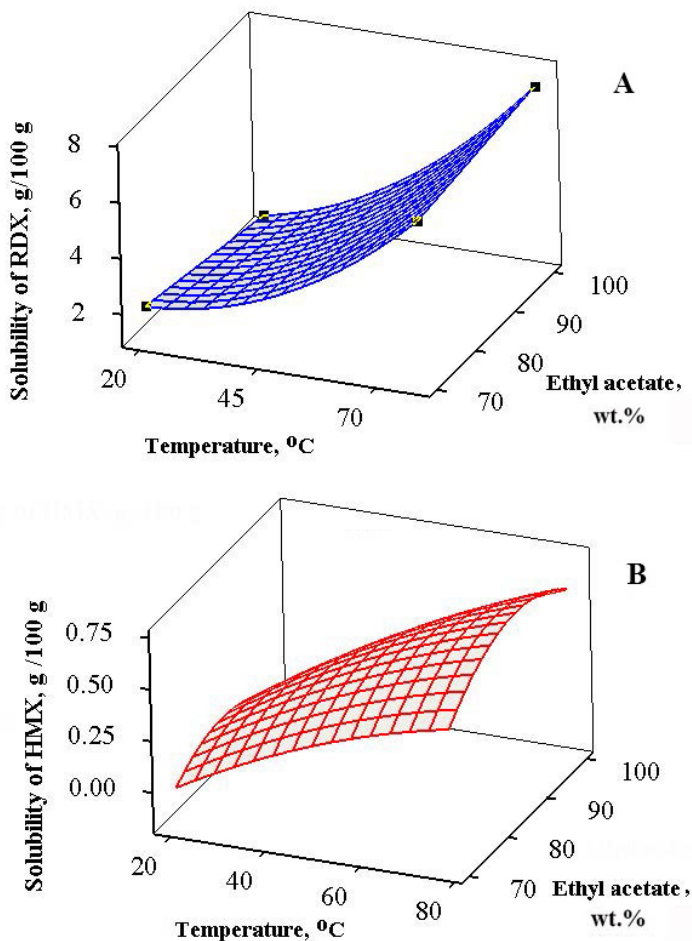 A
Solubility of RDX, g/100 g
8
6
4
2
20
45
70
Temperature, ºC
70
80
90
100
Ethyl acetate,
wt.%
B
Solubility of HMX, g /100 g
0.75
0.50
0.25
0.00
20
40
60
80
Temperature, ºC
70
80
90
100
Ethyl acetate ,
wt.%